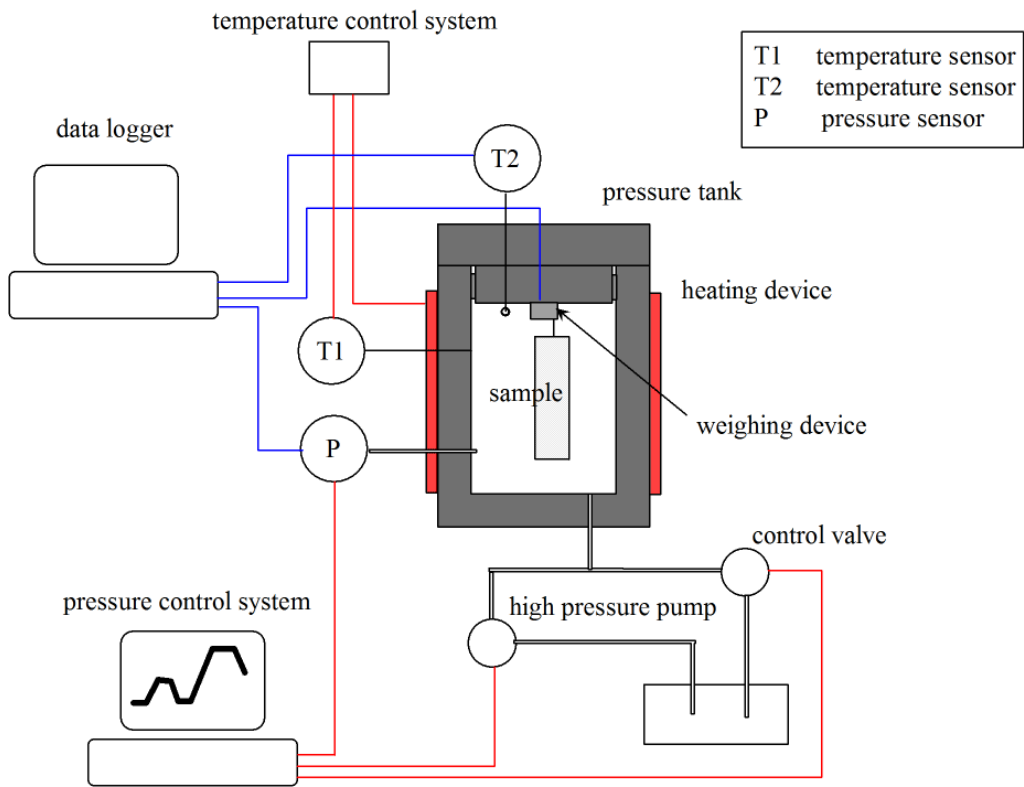 temperature control system
T1 temperature sensor
T2 temperature sensor
P pressure sensor
data logger
T2
pressure tank
heating device
T1
sample
weighing device
P
control valve
pressure control system
high pressure pump